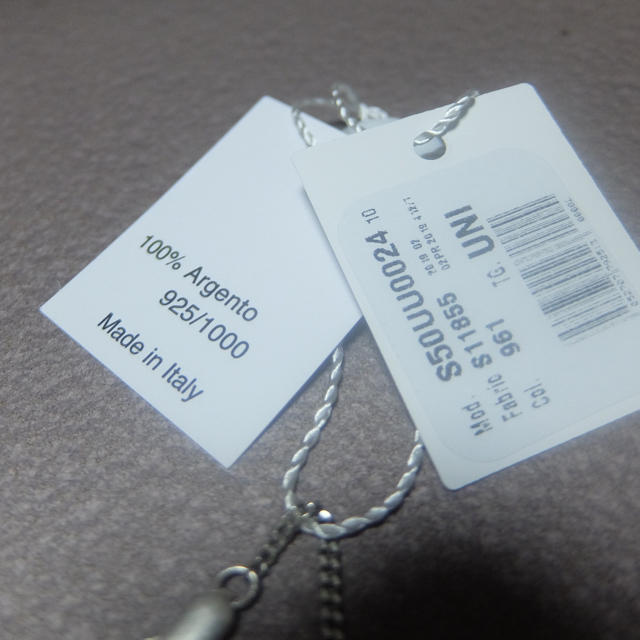 100% Argento
925/1000
Made in Italy
Mod. S50UU0024 10
Fabric S11855
Col. 961 TG. UNI